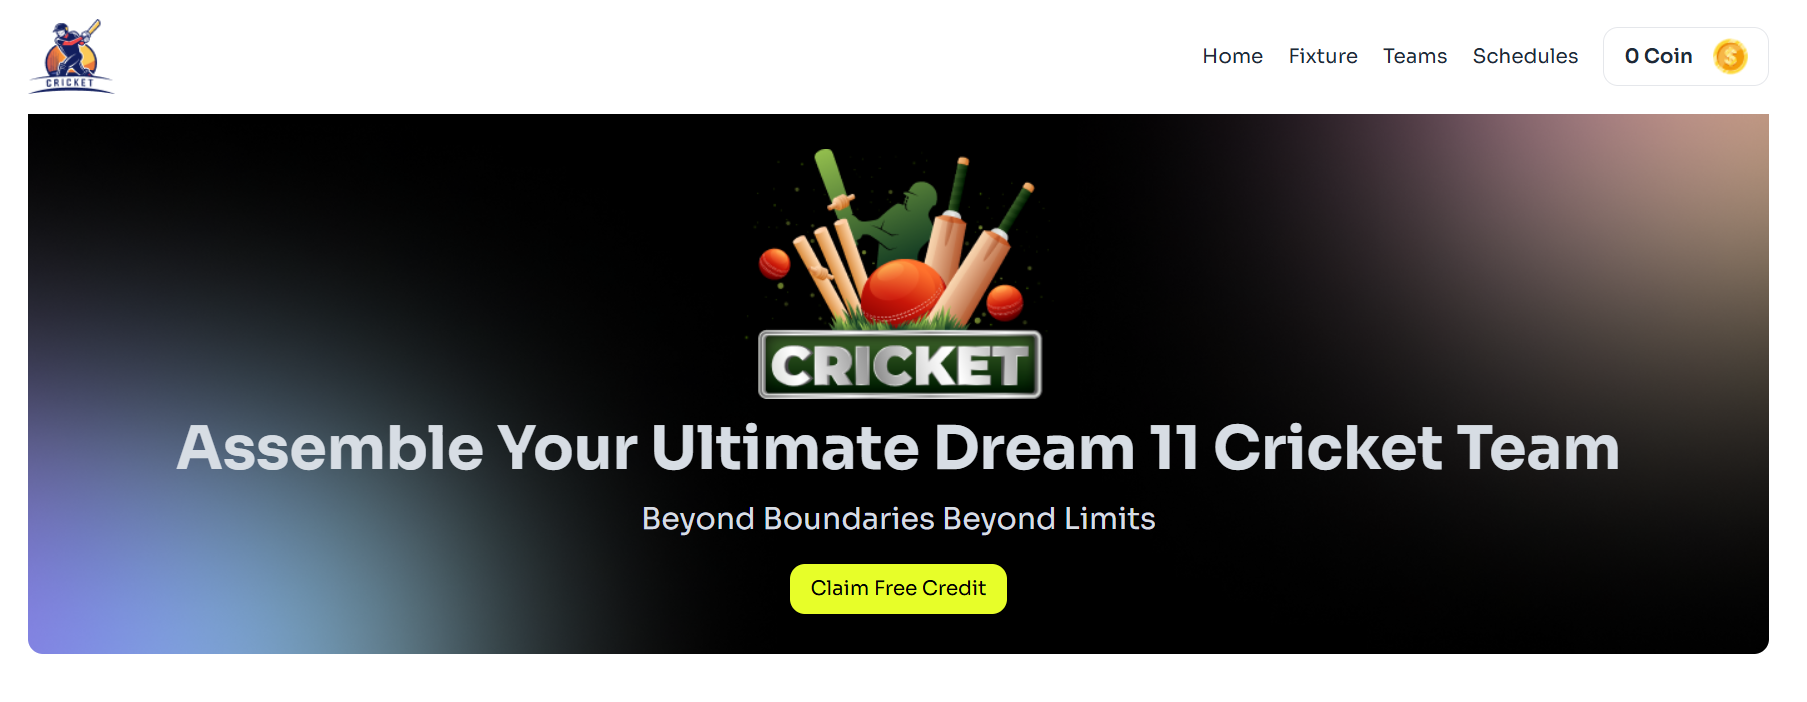 CRICKET
Home Fixture Teams Schedules 0 Coin
CRICKET
Assemble Your Ultimate Dream 11 Cricket Team
Beyond Boundaries Beyond Limits
Claim Free Credit